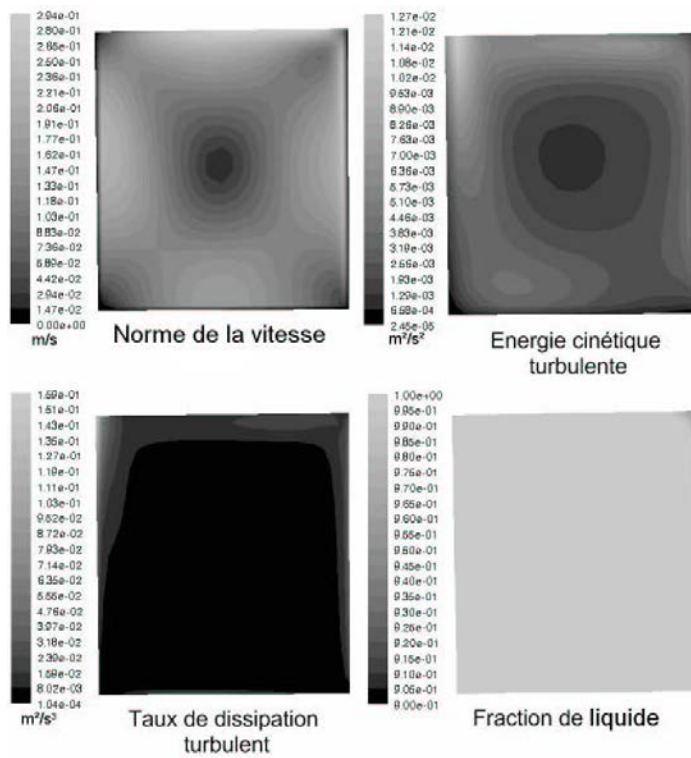 2.94e-01
2.80e-01
2.65e-01
2.50e-01
2.36e-01
2.21e-01
2.06e-01
1.91e-01
1.77e-01
1.62e-01
1.47e-01
1.33e-01
1.18e-01
1.03e-01
8.83e-02
7.36e-02
5.89e-02
4.42e-02
2.94e-02
1.47e-02
0.00e+00
m/s
Norme de la vitesse
1.27e-02
1.21e-02
1.14e-02
1.08e-02
1.02e-02
9.53e-03
8.90e-03
8.26e-03
7.63e-03
7.00e-03
6.36e-03
5.73e-03
5.10e-03
4.46e-03
3.83e-03
3.19e-03
2.56e-03
1.93e-03
1.29e-03
6.58e-04
2.45e-05
m²/s²
Energie cinétique
turbulente
1.59e-01
1.51e-01
1.43e-01
1.35e-01
1.27e-01
1.19e-01
1.11e-01
1.03e-01
9.52e-02
8.72e-02
7.93e-02
7.14e-02
6.35e-02
5.55e-02
4.76e-02
3.97e-02
3.18e-02
2.39e-02
1.59e-02
8.02e-03
1.04e-04
m²/s³
Taux de dissipation
turbulent
1.00e+00
9.95e-01
9.90e-01
9.85e-01
9.80e-01
9.75e-01
9.70e-01
9.65e-01
9.60e-01
9.55e-01
9.50e-01
9.45e-01
9.40e-01
9.35e-01
9.30e-01
9.25e-01
9.20e-01
9.15e-01
9.10e-01
9.05e-01
9.00e-01
Fraction de liquide